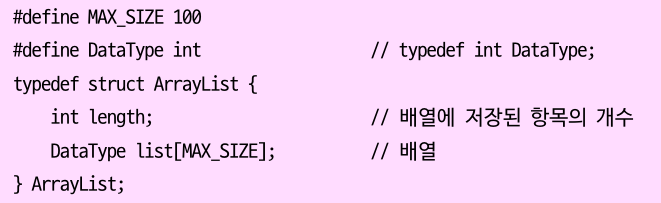 #define MAX_SIZE 100
#define DataType int // typedef int DataType;
typedef struct ArrayList {
int length; // 배열에 저장된 항목의 개수
DataType list[MAX_SIZE]; // 배열
} ArrayList;